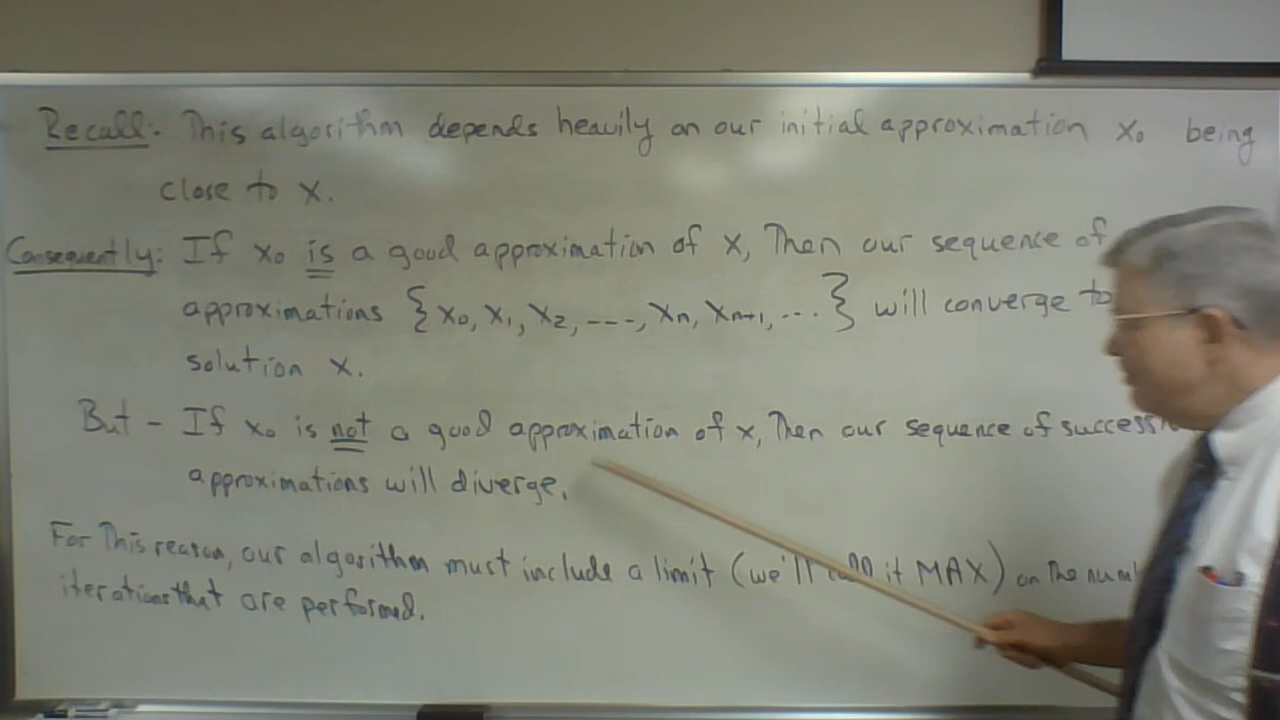 Recall: This algorithm depends heavily on our initial approximation x₀ being
close to x.
Consequently: If x₀ is a good approximation of x, Then our sequence of
approximations {x₀, x₁, x₂, ----, xₙ, xₙ₊₁, ...} will converge to
solution x.
But - If x₀ is not a good approximation of x, Then our sequence of
approximations will diverge.
For This reason, our algorithm must include a limit (we'll call it MAX) on The
iterations that are performed.